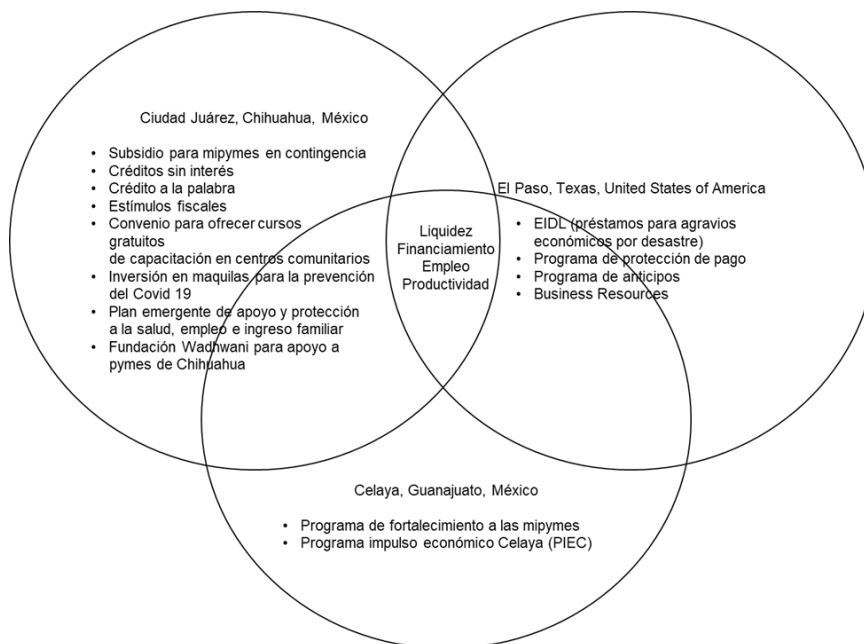 Ciudad Juárez, Chihuahua, México
• Subsidio para mipymes en contingencia
• Créditos sin interés
• Crédito a la palabra
• Estímulos fiscales
• Convenio para ofrecer cursos
gratuitos
de capacitación en centros comunitarios
• Inversión en maquilas para la prevención
del Covid 19
• Plan emergente de apoyo y protección
a la salud, empleo e ingreso familiar
• Fundación Wadhwani para apoyo a
pymes de Chihuahua
Liquidez
Financiamiento
Empleo
Productividad
El Paso, Texas, United States of America
• EIDL (préstamos para agravios
económicos por desastre)
• Programa de protección de pago
• Programa de anticipos
• Business Resources
Celaya, Guanajuato, México
• Programa de fortalecimiento a las mipymes
• Programa impulso económico Celaya (PIEC)